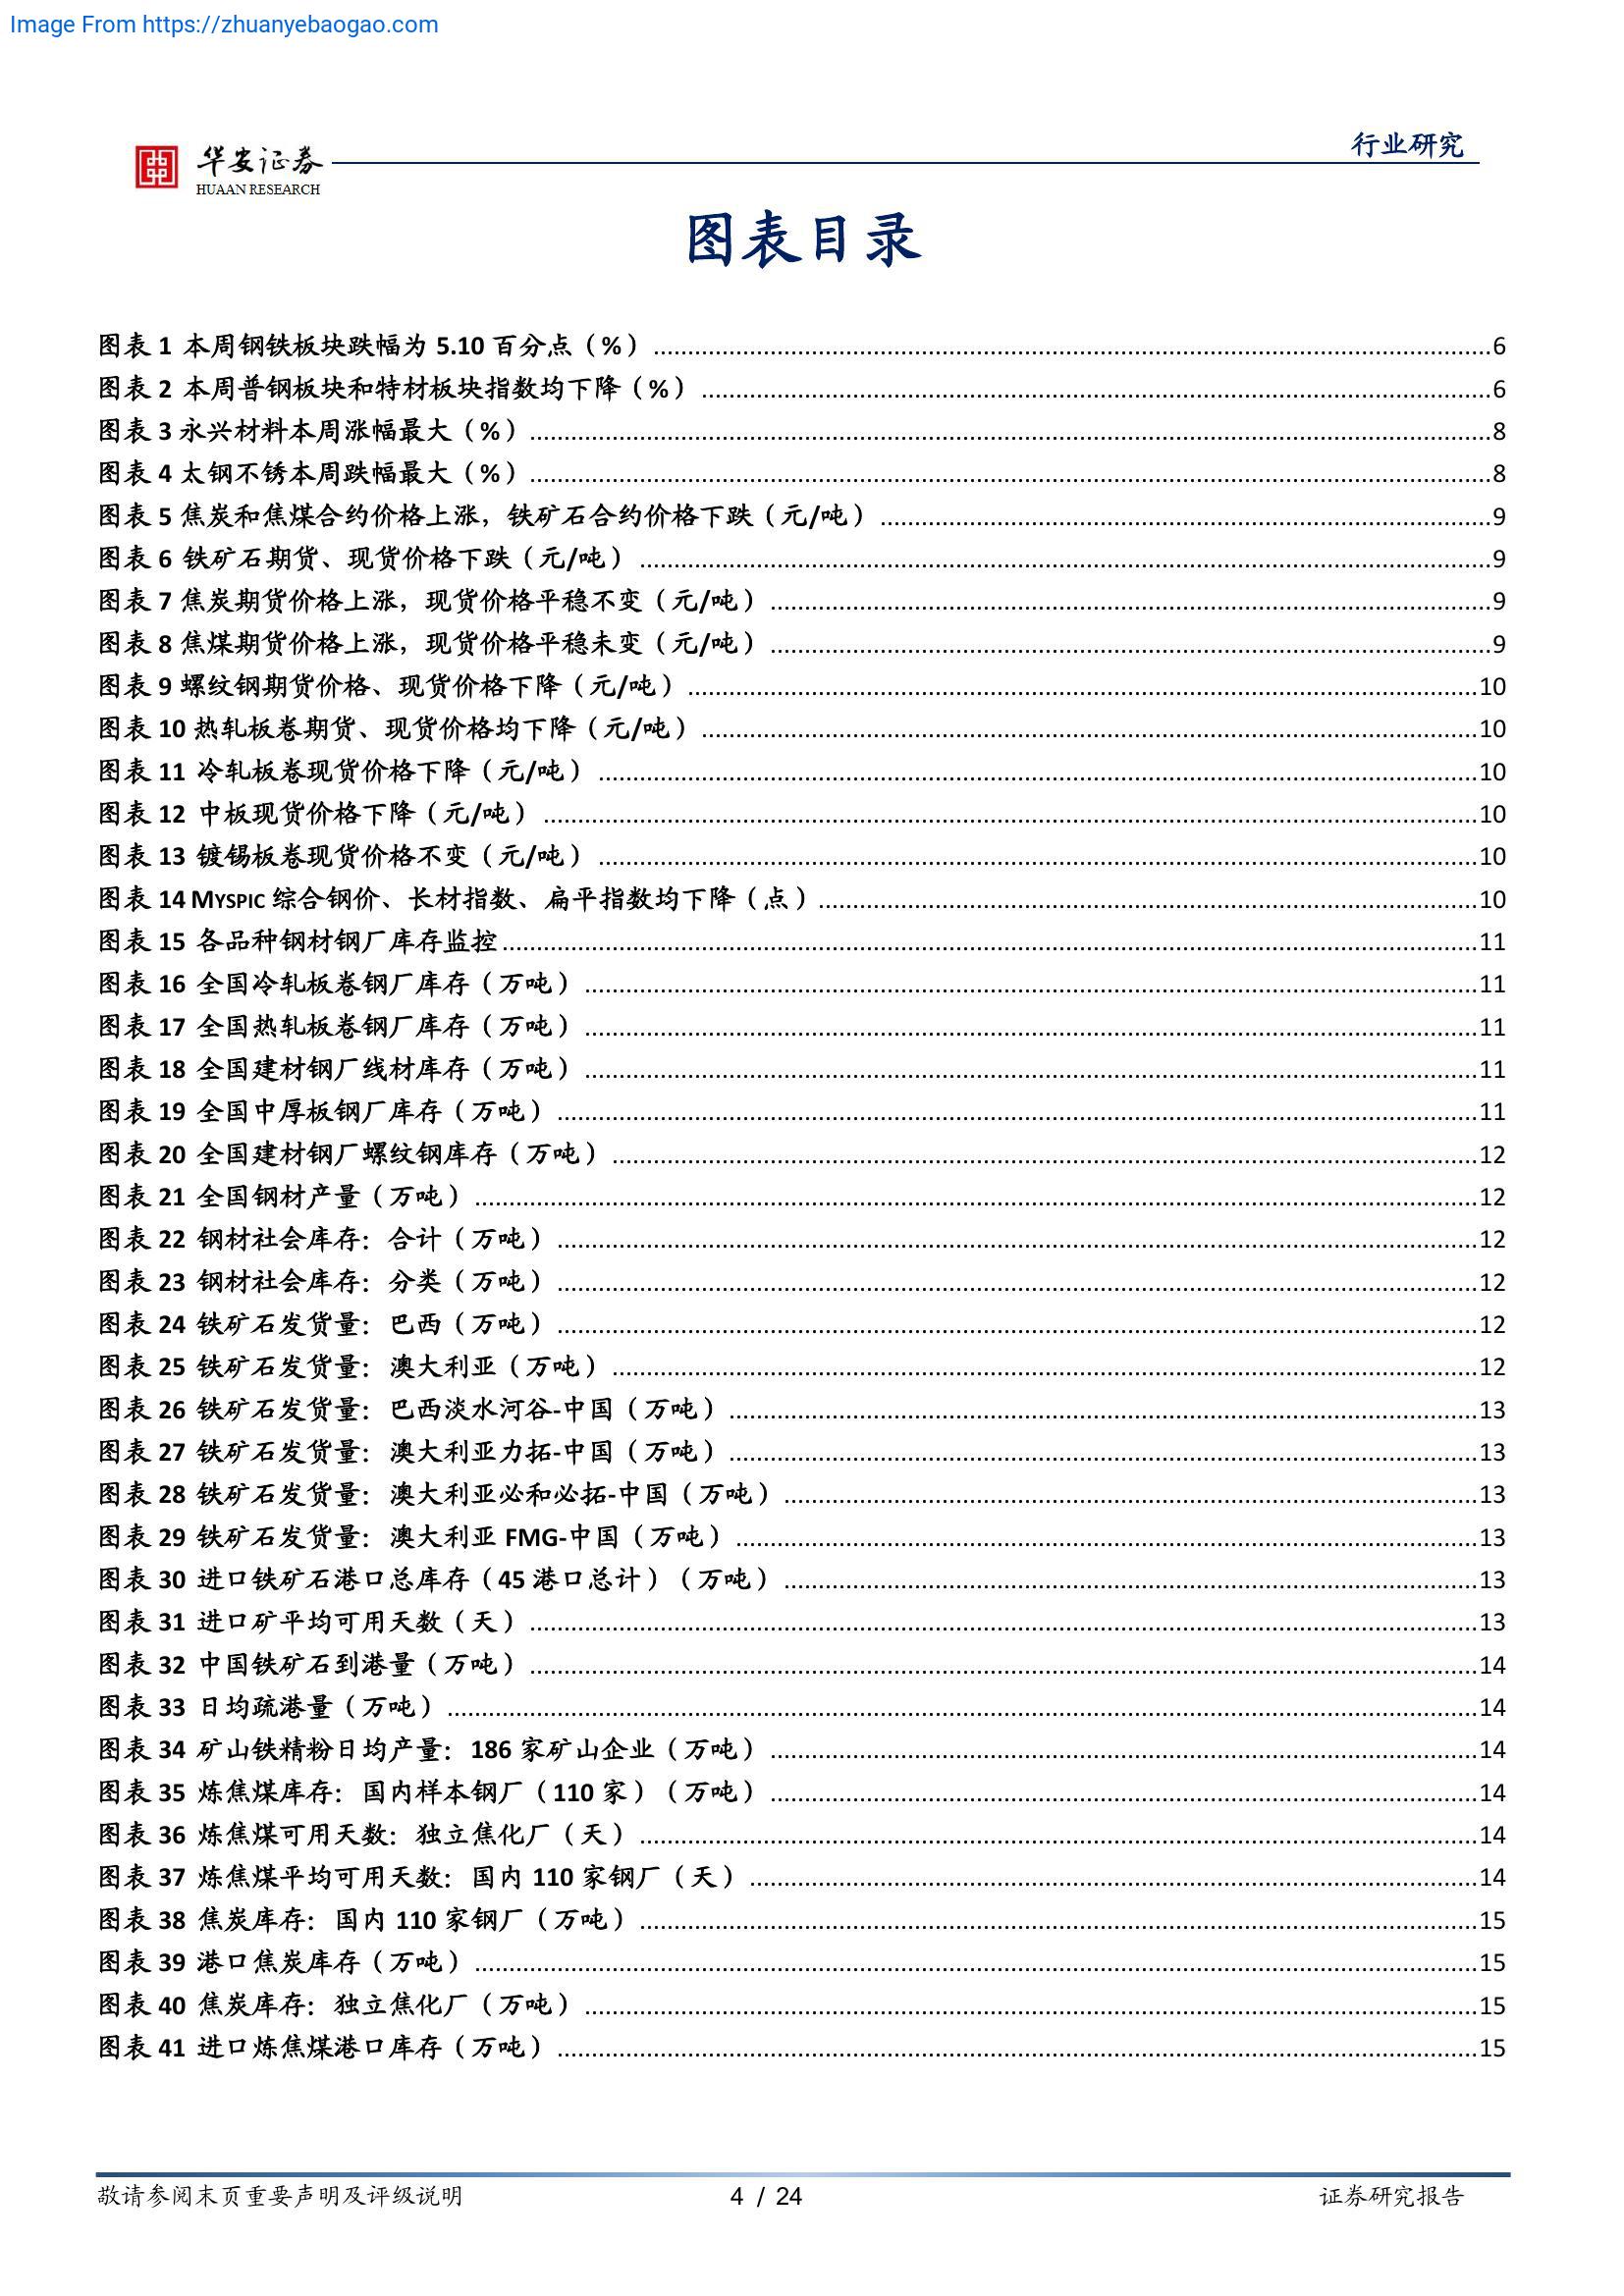 Image From https://zhuanyebaogao.com
行业研究
华安证券
HUAAN RESEARCH
图表目录
图表 1 本周钢铁板块跌幅为 5.10 百分点（%）......6
图表 2 本周普钢板块和特材板块指数均下降（%）......6
图表 3 永兴材料本周涨幅最大（%）......8
图表 4 太钢不锈本周跌幅最大（%）......8
图表 5 焦炭和焦煤合约价格上涨，铁矿石合约价格下跌（元/吨）......9
图表 6 铁矿石期货、现货价格下跌（元/吨）......9
图表 7 焦炭期货价格上涨，现货价格平稳不变（元/吨）......9
图表 8 焦煤期货价格上涨，现货价格平稳未变（元/吨）......9
图表 9 螺纹钢期货价格、现货价格下降（元/吨）......10
图表 10 热轧板卷期货、现货价格均下降（元/吨）......10
图表 11 冷轧板卷现货价格下降（元/吨）......10
图表 12 中板现货价格下降（元/吨）......10
图表 13 镀锡板卷现货价格不变（元/吨）......10
图表 14 MYSPIC 综合钢价、长材指数、扁平指数均下降（点）......10
图表 15 各品种钢材钢厂库存监控......11
图表 16 全国冷轧板卷钢厂库存（万吨）......11
图表 17 全国热轧板卷钢厂库存（万吨）......11
图表 18 全国建材钢厂线材库存（万吨）......11
图表 19 全国中厚板钢厂库存（万吨）......11
图表 20 全国建材钢厂螺纹钢库存（万吨）......12
图表 21 全国钢材产量（万吨）......12
图表 22 钢材社会库存：合计（万吨）......12
图表 23 钢材社会库存：分类（万吨）......12
图表 24 铁矿石发货量：巴西（万吨）......12
图表 25 铁矿石发货量：澳大利亚（万吨）......12
图表 26 铁矿石发货量：巴西淡水河谷-中国（万吨）......13
图表 27 铁矿石发货量：澳大利亚力拓-中国（万吨）......13
图表 28 铁矿石发货量：澳大利亚必和必拓-中国（万吨）......13
图表 29 铁矿石发货量：澳大利亚 FMG-中国（万吨）......13
图表 30 进口铁矿石港口总库存（45 港口总计）（万吨）......13
图表 31 进口矿平均可用天数（天）......13
图表 32 中国铁矿石到港量（万吨）......14
图表 33 日均疏港量（万吨）......14
图表 34 矿山铁精粉日均产量：186 家矿山企业（万吨）......14
图表 35 炼焦煤库存：国内样本钢厂（110 家）（万吨）......14
图表 36 炼焦煤可用天数：独立焦化厂（天）......14
图表 37 炼焦煤平均可用天数：国内 110 家钢厂（天）......14
图表 38 焦炭库存：国内 110 家钢厂（万吨）......15
图表 39 港口焦炭库存（万吨）......15
图表 40 焦炭库存：独立焦化厂（万吨）......15
图表 41 进口炼焦煤港口库存（万吨）......15
敬请参阅末页重要声明及评级说明
4 / 24
证券研究报告